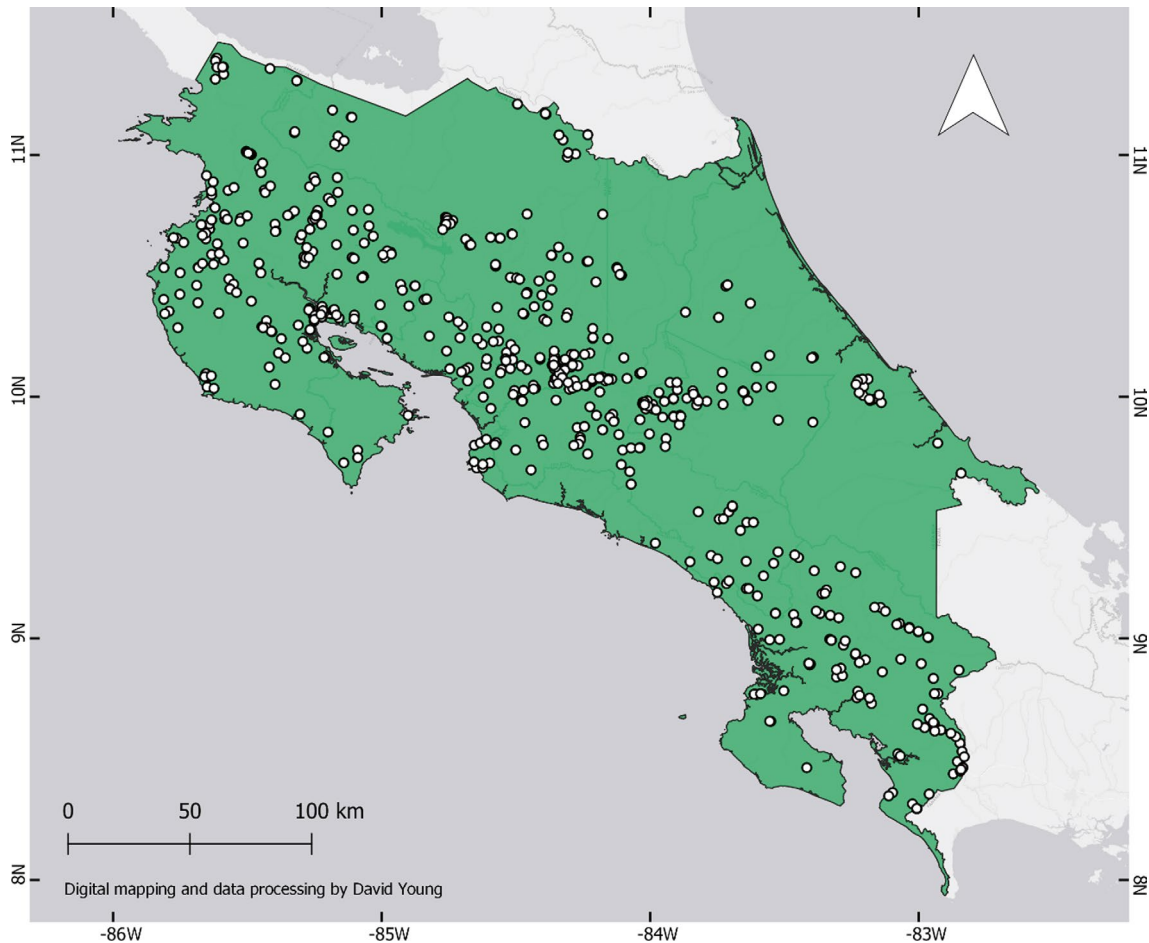 11N
11N
10N
10N
9N
9N
0 50 100 km
Digital mapping and data processing by David Young
8N
8N
-86W -85W -84W -83W